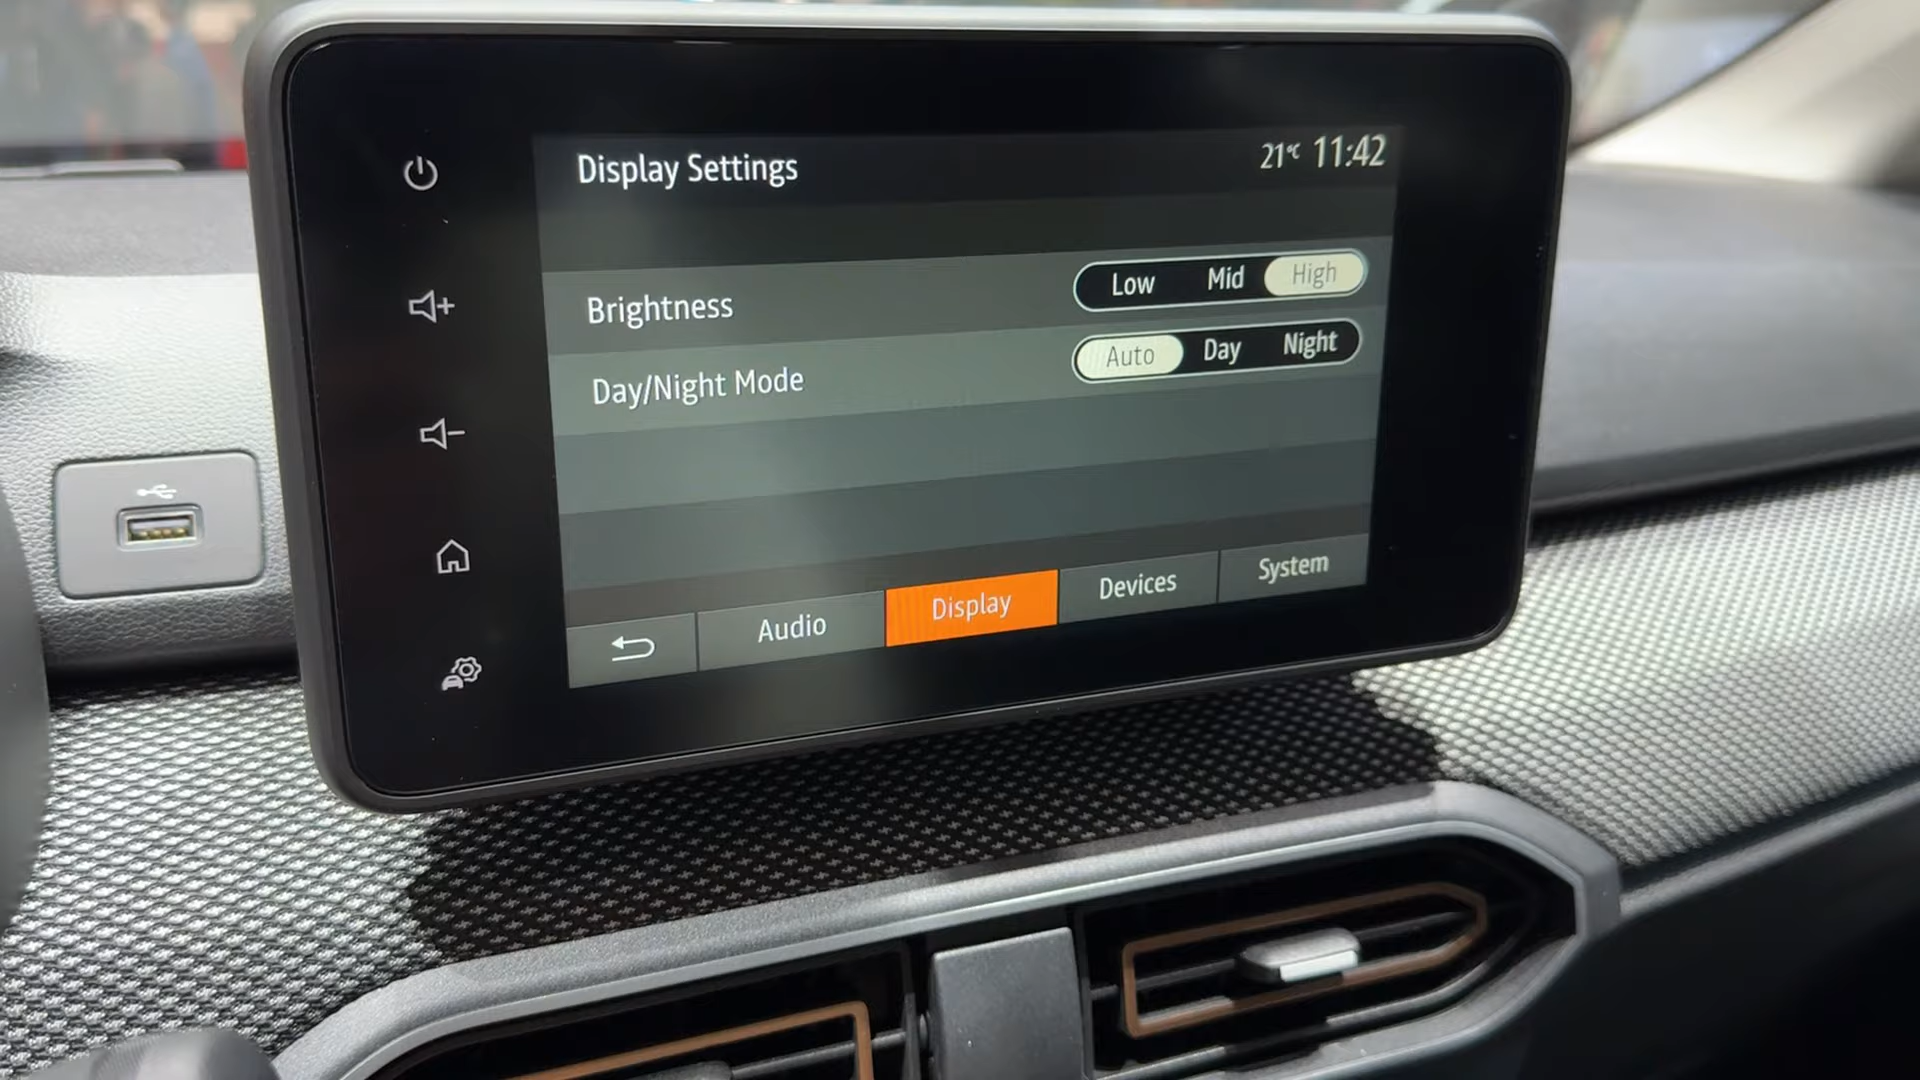 Display Settings
21°C 11:42
Brightness
Low Mid High
Day/Night Mode
Auto Day Night
Audio Display Devices System